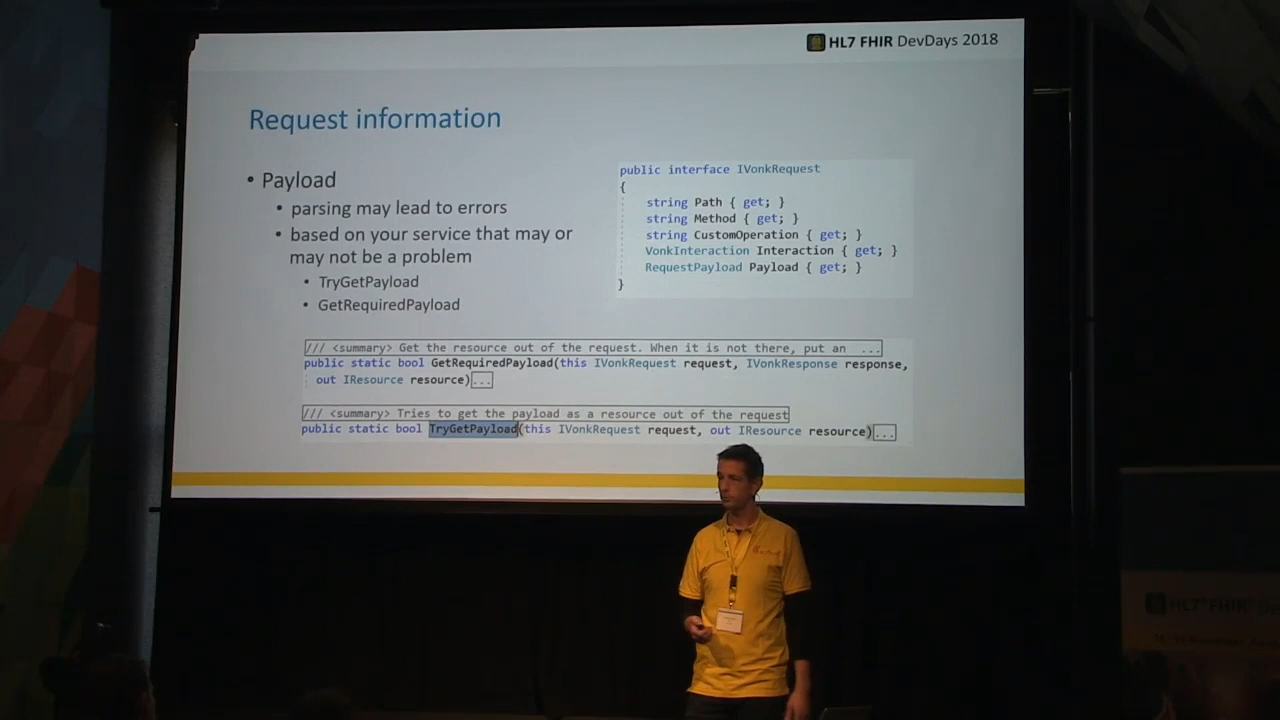 HL7 FHIR DevDays 2018
Request information
• Payload
• parsing may lead to errors
• based on your service that may or
may not be a problem
• TryGetPayload
• GetRequiredPayload
public interface IVonkRequest
{
string Path { get; }
string Method { get; }
string CustomOperation { get; }
VonkInteraction Interaction { get; }
RequestPayload Payload { get; }
}
/// <summary> Get the resource out of the request. When it is not there, put an ...
public static bool GetRequiredPayload(this IVonkRequest request, IVonkResponse response,
out IResource resource)...
/// <summary> Tries to get the payload as a resource out of the request
public static bool TryGetPayload(this IVonkRequest request, out IResource resource)...
HL7 FHIR